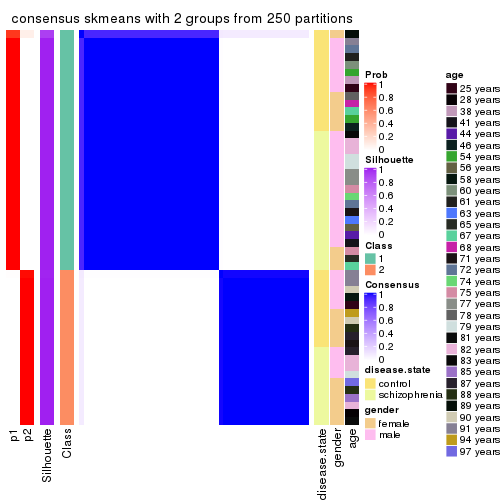 consensus skmeans with 2 groups from 250 partitions
Prob
1
0.8
0.6
0.4
0.2
0
Silhouette
1
0.8
0.6
0.4
0.2
0
Class
1
2
Consensus
1
0.8
0.6
0.4
0.2
0
disease.state
control
schizophrenia
gender
female
male
age
25 years
28 years
38 years
41 years
44 years
46 years
54 years
56 years
58 years
60 years
61 years
63 years
65 years
67 years
68 years
71 years
72 years
74 years
75 years
77 years
78 years
79 years
81 years
82 years
83 years
85 years
87 years
88 years
89 years
90 years
91 years
94 years
97 years
p1
p2
Silhouette
Class
disease.state
gender
age